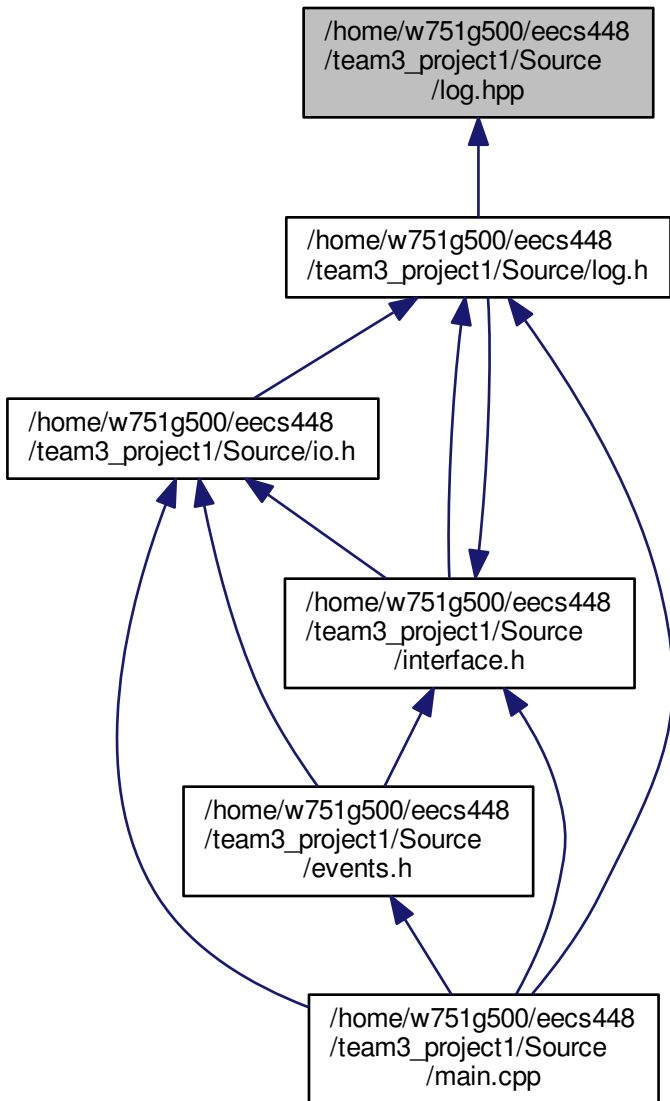 /home/w751g500/eecs448
/team3_project1/Source
/log.hpp
/home/w751g500/eecs448
/team3_project1/Source/log.h
/home/w751g500/eecs448
/team3_project1/Source/io.h
/home/w751g500/eecs448
/team3_project1/Source
/interface.h
/home/w751g500/eecs448
/team3_project1/Source
/events.h
/home/w751g500/eecs448
/team3_project1/Source
/main.cpp